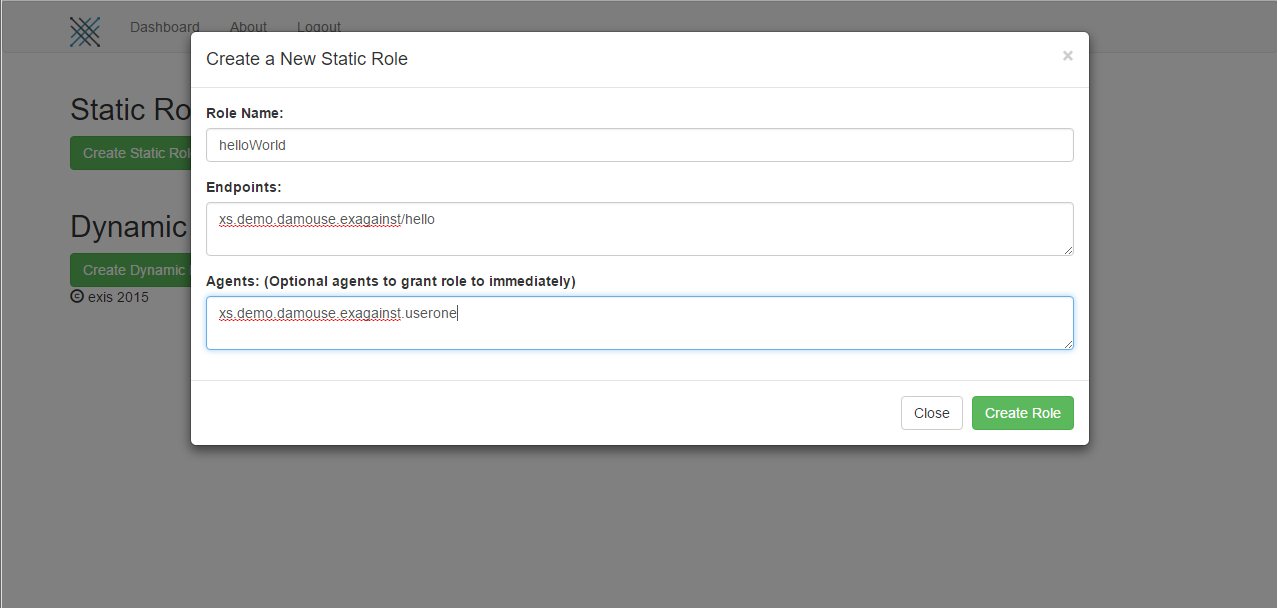 Dashboard About Logout
Create a New Static Role ×
Role Name:
helloWorld
Static Ro
Create Static Rol
Endpoints:
xs.demo.damouse.exagainst/hello
Dynamic
Create Dynamic
Agents: (Optional agents to grant role to immediately)
© exis 2015
xs.demo.damouse.exagainst.userone
Close Create Role